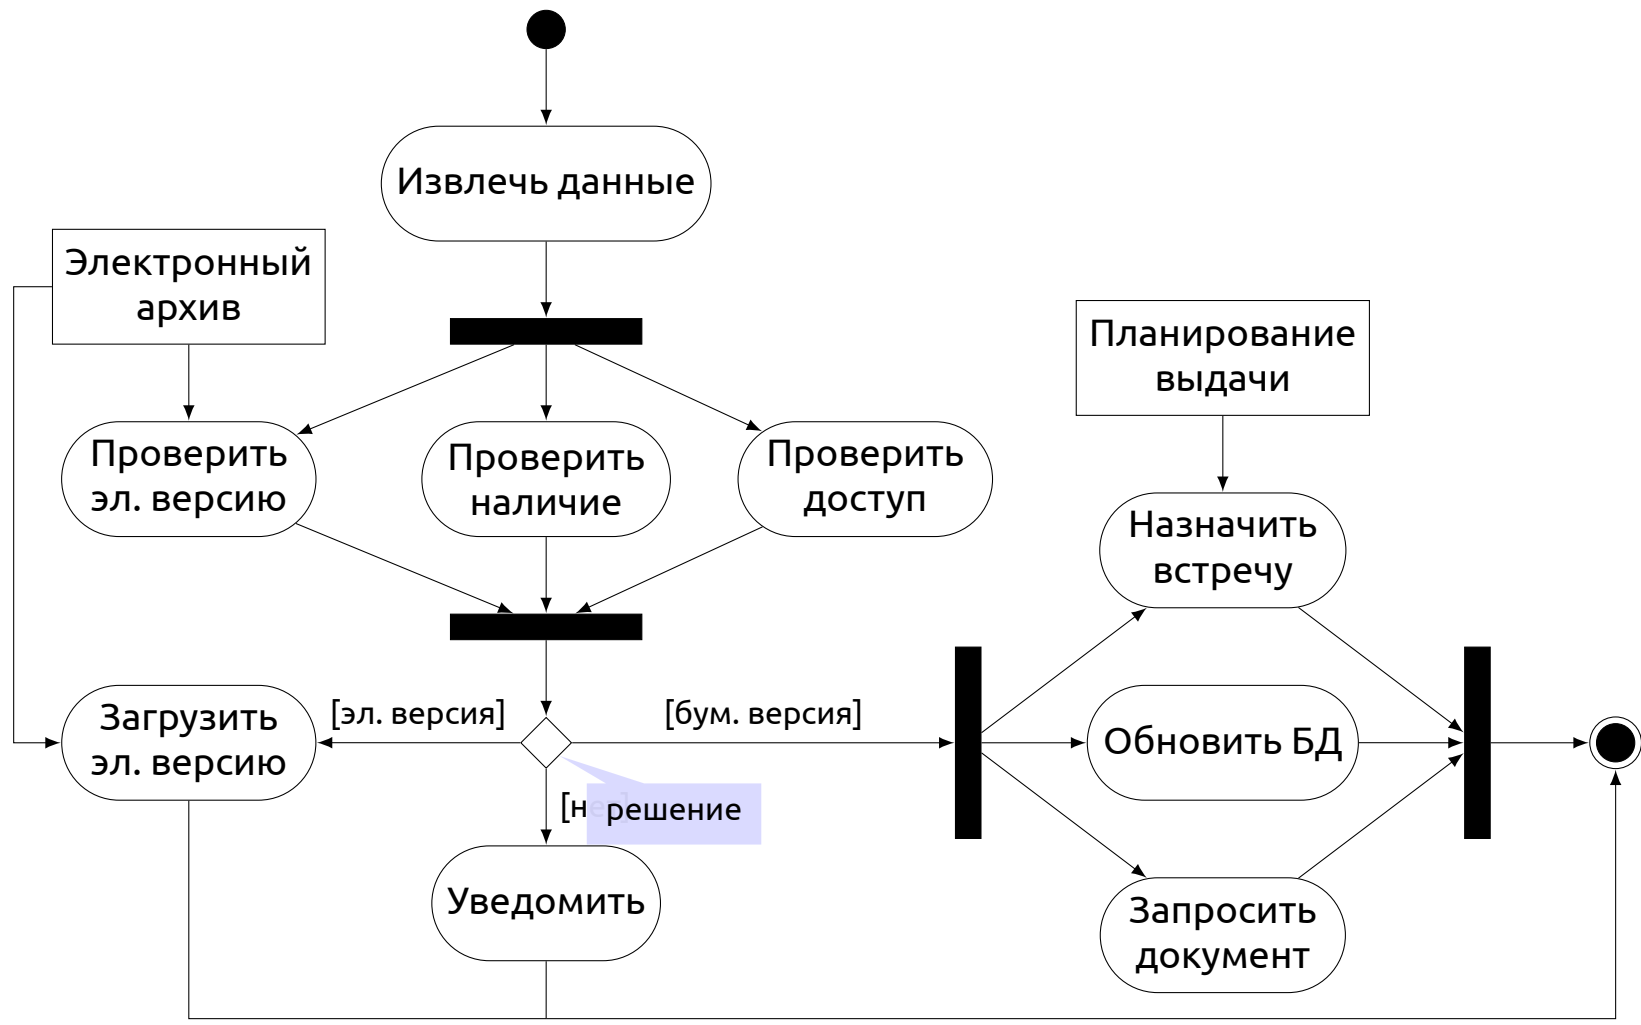 Извлечь данные
Электронный
архив
Планирование
выдачи
Проверить
эл. версию
Проверить
наличие
Проверить
доступ
Назначить
встречу
Загрузить
эл. версию
[эл. версия]
[бум. версия]
Обновить БД
[нет]
решение
Уведомить
Запросить
документ